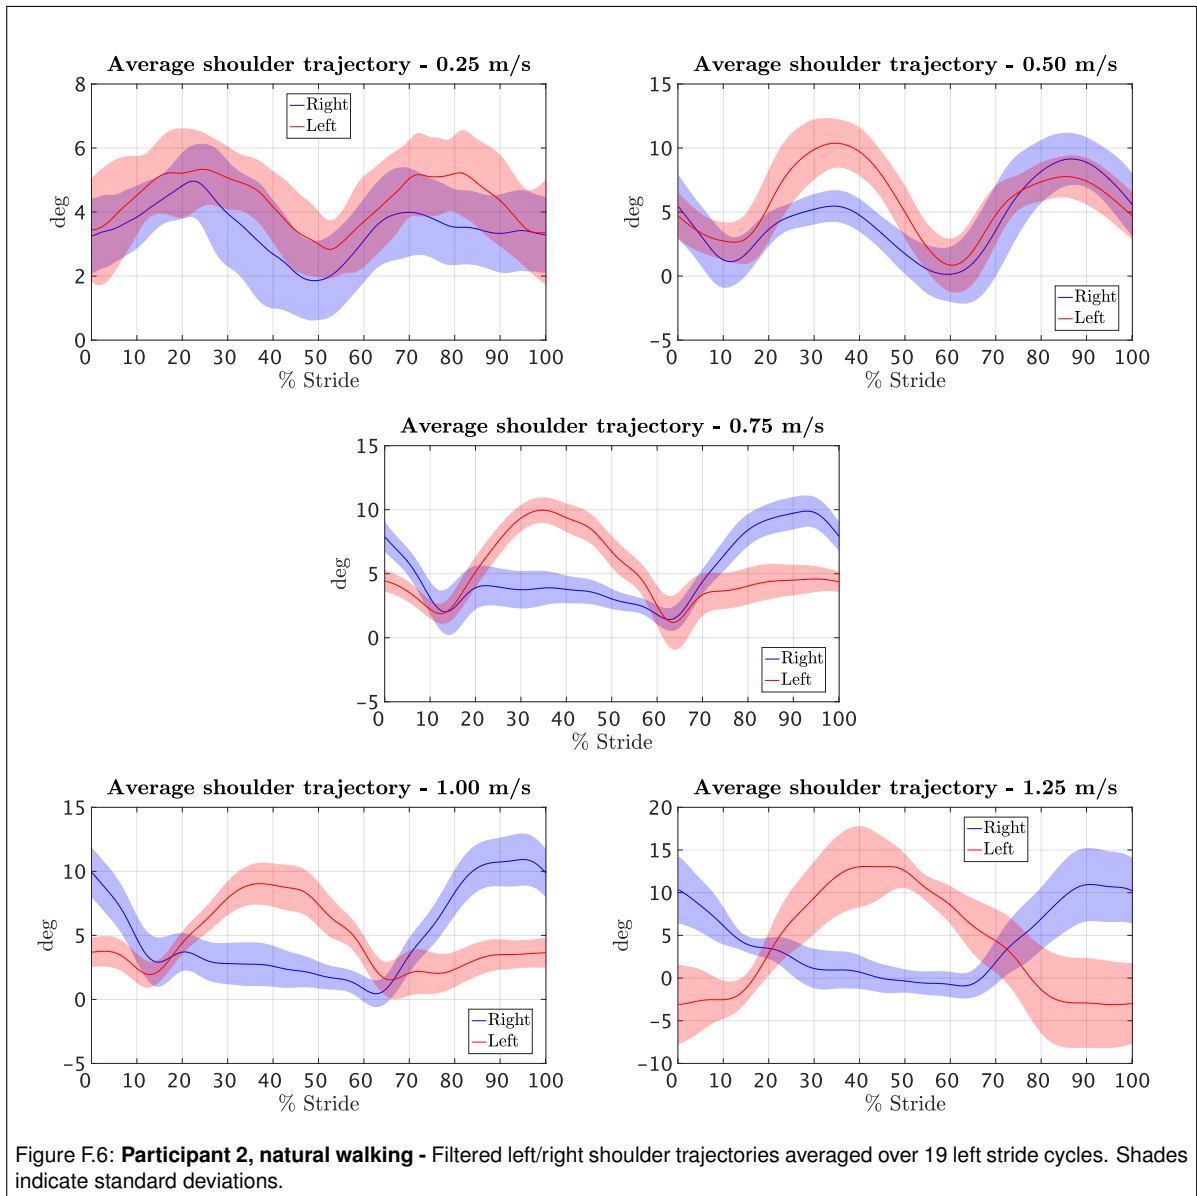 Average shoulder trajectory - 0.25 m/s
8
6
4
2
0
deg
Right
Left
0 10 20 30 40 50 60 70 80 90 100
% Stride
Average shoulder trajectory - 0.50 m/s
15
10
5
0
−5
deg
Right
Left
0 10 20 30 40 50 60 70 80 90 100
% Stride
Average shoulder trajectory - 0.75 m/s
15
10
5
0
−5
deg
Right
Left
0 10 20 30 40 50 60 70 80 90 100
% Stride
Average shoulder trajectory - 1.00 m/s
15
10
5
0
−5
deg
Right
Left
0 10 20 30 40 50 60 70 80 90 100
% Stride
Average shoulder trajectory - 1.25 m/s
20
15
10
5
0
−5
−10
deg
Right
Left
0 10 20 30 40 50 60 70 80 90 100
% Stride
Figure F.6: Participant 2, natural walking - Filtered left/right shoulder trajectories averaged over 19 left stride cycles. Shades
indicate standard deviations.